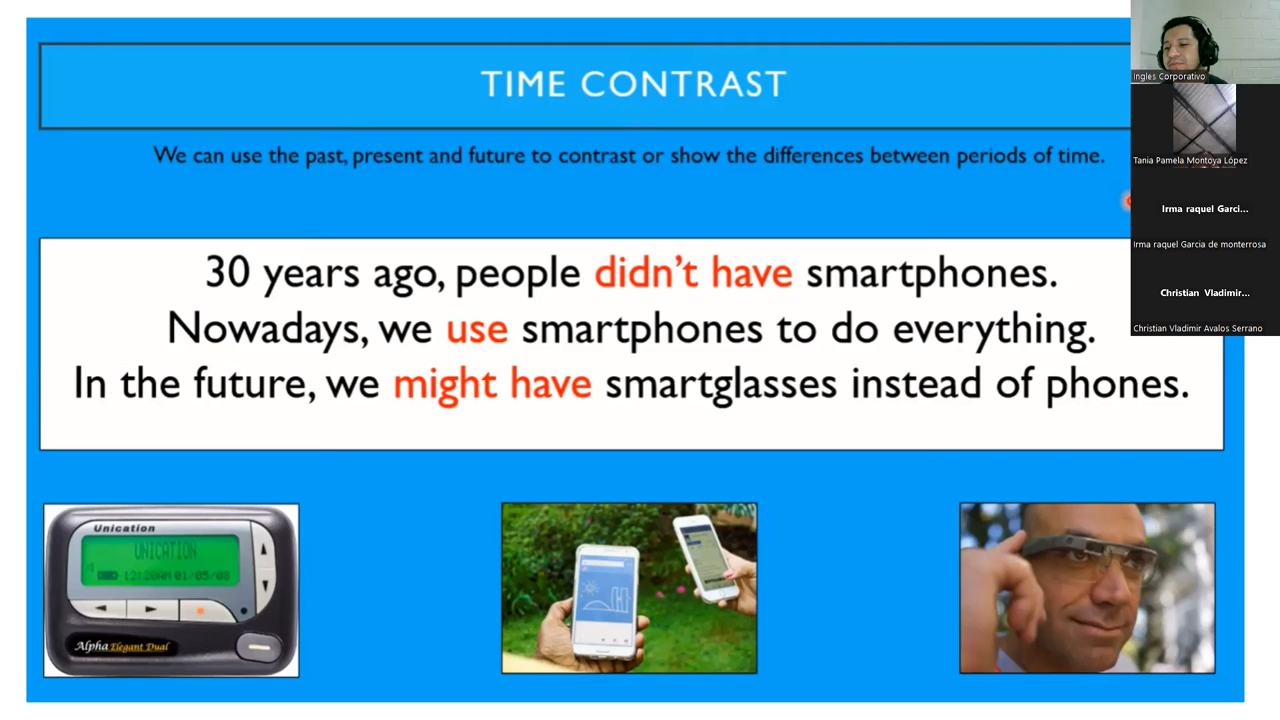 TIME CONTRAST
We can use the past, present and future to contrast or show the differences between periods of time.
30 years ago, people didn't have smartphones.
Nowadays, we use smartphones to do everything.
In the future, we might have smartglasses instead of phones.
Unication
UNICATION
12:20AM 01/05/08
Alpha Elegant Dual
Ingles Corporativo
Tania Pamela Montoya López
Irma raquel Garci...
Irma raquel Garcia de monterrosa
Christian Vladimir...
Christian Vladimir Avalos Serrano